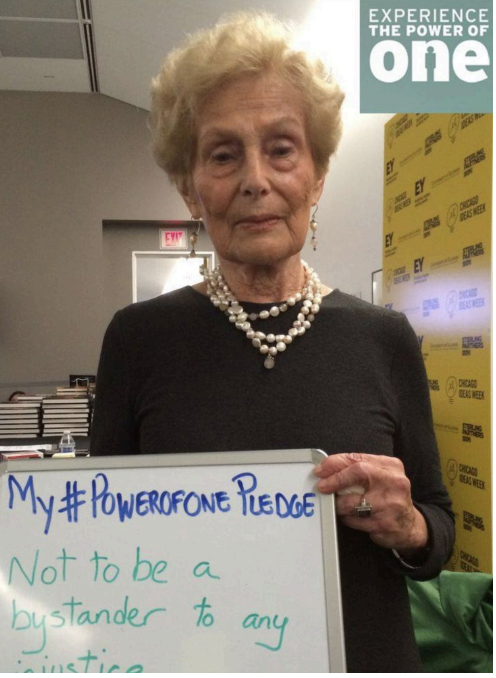 EXPERIENCE
THE POWER OF
one
EXIT
EY
CHICAGO
IDEAS WEEK
STERLING
PARTNERS
My #POWEROFONE PLEDGE
Not to be a
bystander to any
injustice